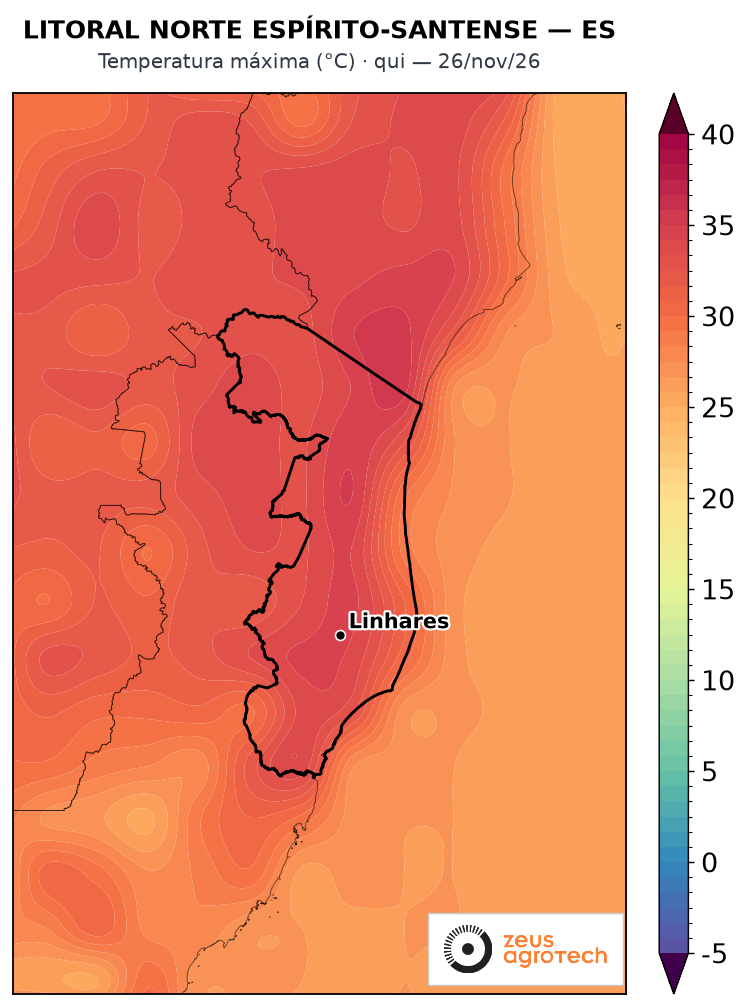 LITORAL NORTE ESPÍRITO-SANTENSE — ES
Temperatura máxima (°C) · qui — 26/nov/26
40
35
30
25
20
15
10
5
0
-5
Linhares
zeus
agrotech